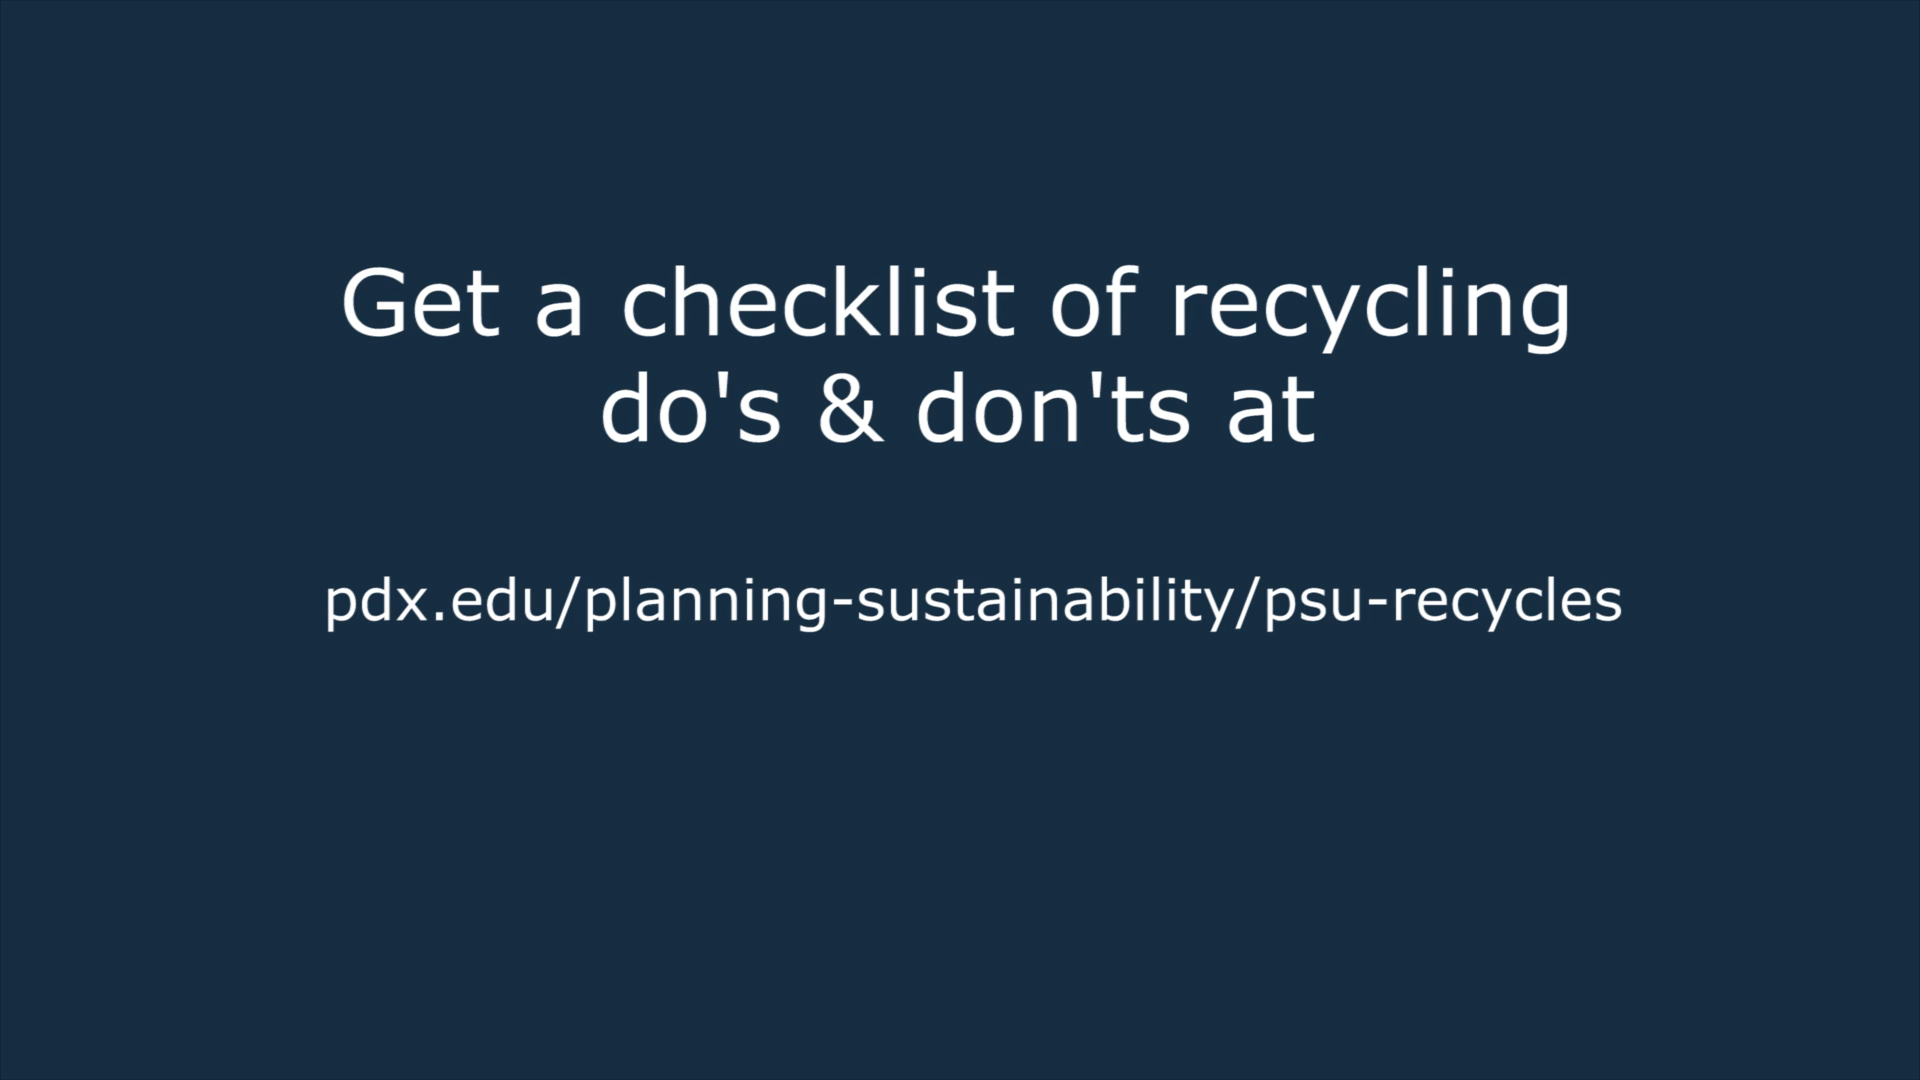 Get a checklist of recycling
do's & don'ts at
pdx.edu/planning-sustainability/psu-recycles